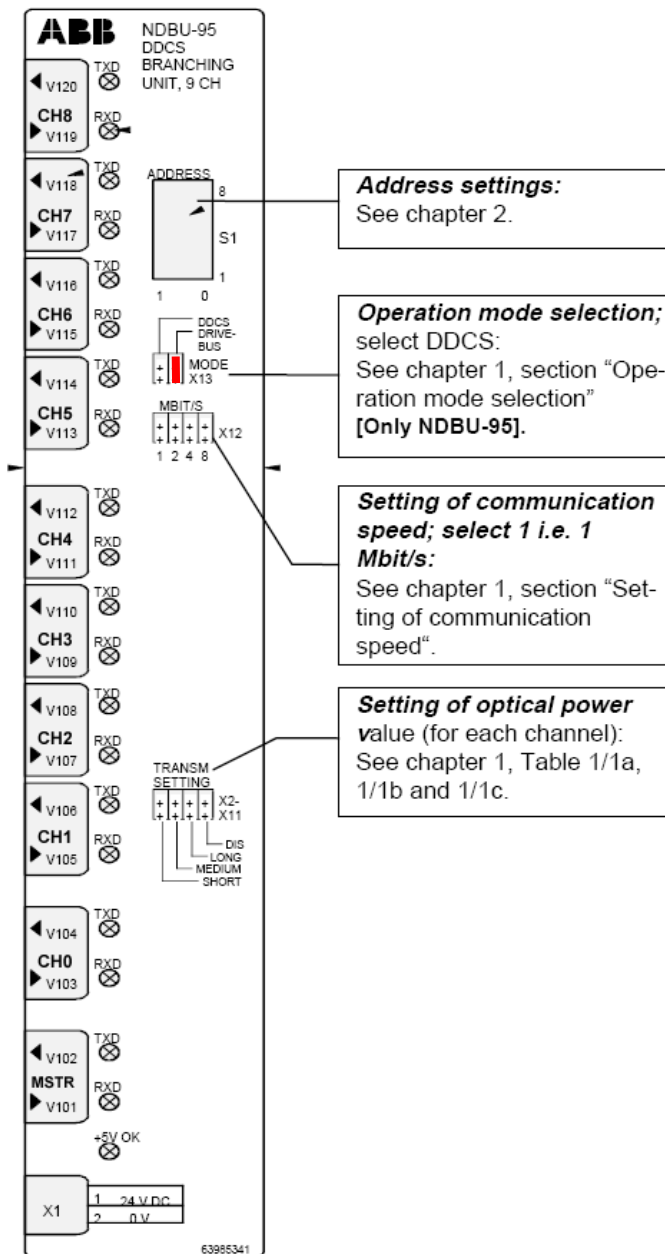 ABB
NDBU-95
DDCS
BRANCHING
UNIT, 9 CH
TXD
V120
CH8
RXD
V119
TXD
V118
CH7
RXD
V117
TXD
V116
CH6
RXD
V115
TXD
V114
CH5
RXD
V113
ADDRESS
8
S1
1
1 0
DDCS
DRIVE-
BUS
MODE
X13
MBIT/S
X12
1 2 4 8
TXD
V112
CH4
RXD
V111
TXD
V110
CH3
RXD
V109
TXD
V108
CH2
RXD
V107
TXD
V106
CH1
RXD
V105
TRANSM
SETTING
X2-
X11
DIS
LONG
MEDIUM
SHORT
TXD
V104
CH0
RXD
V103
TXD
V102
MSTR
RXD
V101
+5V OK
X1
1 24 V DC
2 0 V
63985341
Address settings:
See chapter 2.
Operation mode selection;
select DDCS:
See chapter 1, section “Ope-
ration mode selection”
[Only NDBU-95].
Setting of communication
speed; select 1 i.e. 1
Mbit/s:
See chapter 1, section “Set-
ting of communication
speed“.
Setting of optical power
value (for each channel):
See chapter 1, Table 1/1a,
1/1b and 1/1c.